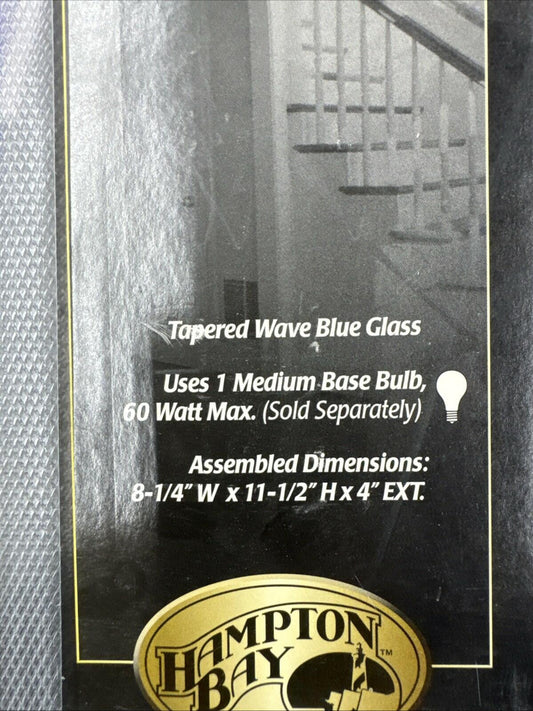 Tapered Wave Blue Glass
Uses 1 Medium Base Bulb,
60 Watt Max. (Sold Separately)
Assembled Dimensions:
8-1/4" W x 11-1/2" H x 4" EXT.
HAMPTON
BAY
™